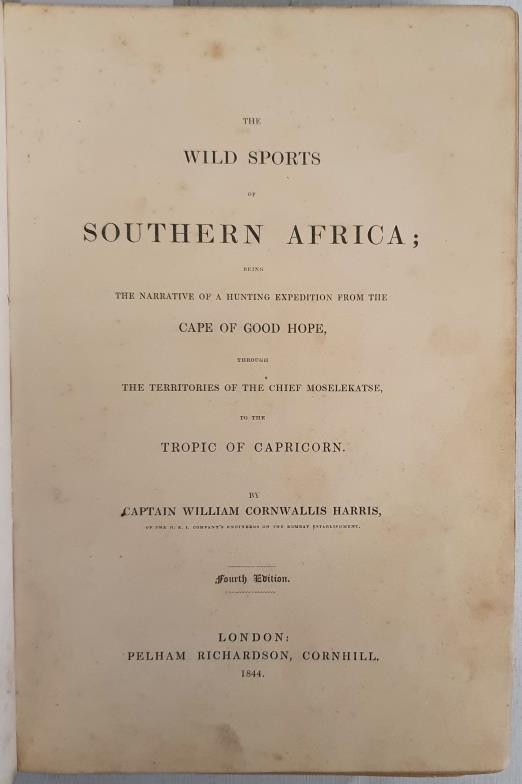 THE
WILD SPORTS
OF
SOUTHERN AFRICA;
BEING
THE NARRATIVE OF A HUNTING EXPEDITION FROM THE
CAPE OF GOOD HOPE,
THROUGH
THE TERRITORIES OF THE CHIEF MOSELEKATSE,
TO THE
TROPIC OF CAPRICORN.
BY
CAPTAIN WILLIAM CORNWALLIS HARRIS,
OF THE H. E. I. COMPANY'S ENGINEERS ON THE BOMBAY ESTABLISHMENT.
Fourth Edition.
LONDON:
PELHAM RICHARDSON, CORNHILL.
1844.